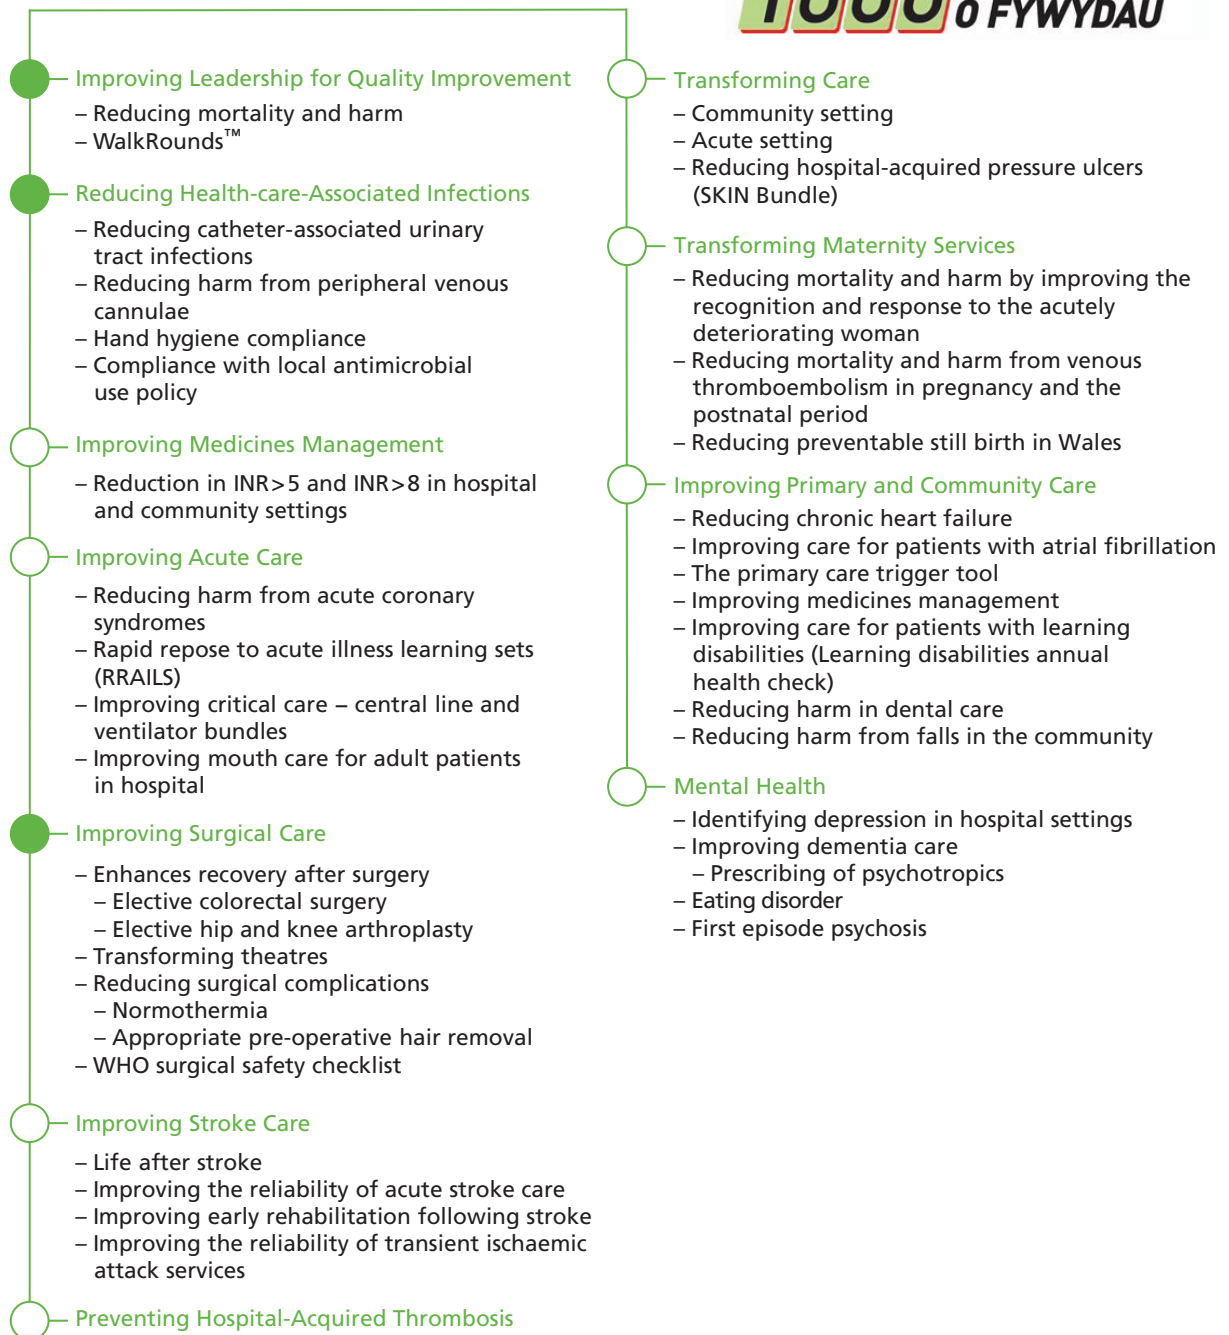 1000 O FYWYDAU
Improving Leadership for Quality Improvement
– Reducing mortality and harm
– WalkRounds™
Reducing Health-care-Associated Infections
– Reducing catheter-associated urinary
tract infections
– Reducing harm from peripheral venous
cannulae
– Hand hygiene compliance
– Compliance with local antimicrobial
use policy
Improving Medicines Management
– Reduction in INR>5 and INR>8 in hospital
and community settings
Improving Acute Care
– Reducing harm from acute coronary
syndromes
– Rapid repose to acute illness learning sets
(RRAILS)
– Improving critical care – central line and
ventilator bundles
– Improving mouth care for adult patients
in hospital
Improving Surgical Care
– Enhances recovery after surgery
– Elective colorectal surgery
– Elective hip and knee arthroplasty
– Transforming theatres
– Reducing surgical complications
– Normothermia
– Appropriate pre-operative hair removal
– WHO surgical safety checklist
Improving Stroke Care
– Life after stroke
– Improving the reliability of acute stroke care
– Improving early rehabilitation following stroke
– Improving the reliability of transient ischaemic
attack services
Preventing Hospital-Acquired Thrombosis
Transforming Care
– Community setting
– Acute setting
– Reducing hospital-acquired pressure ulcers
(SKIN Bundle)
Transforming Maternity Services
– Reducing mortality and harm by improving the
recognition and response to the acutely
deteriorating woman
– Reducing mortality and harm from venous
thromboembolism in pregnancy and the
postnatal period
– Reducing preventable still birth in Wales
Improving Primary and Community Care
– Reducing chronic heart failure
– Improving care for patients with atrial fibrillation
– The primary care trigger tool
– Improving medicines management
– Improving care for patients with learning
disabilities (Learning disabilities annual
health check)
– Reducing harm in dental care
– Reducing harm from falls in the community
Mental Health
– Identifying depression in hospital settings
– Improving dementia care
– Prescribing of psychotropics
– Eating disorder
– First episode psychosis